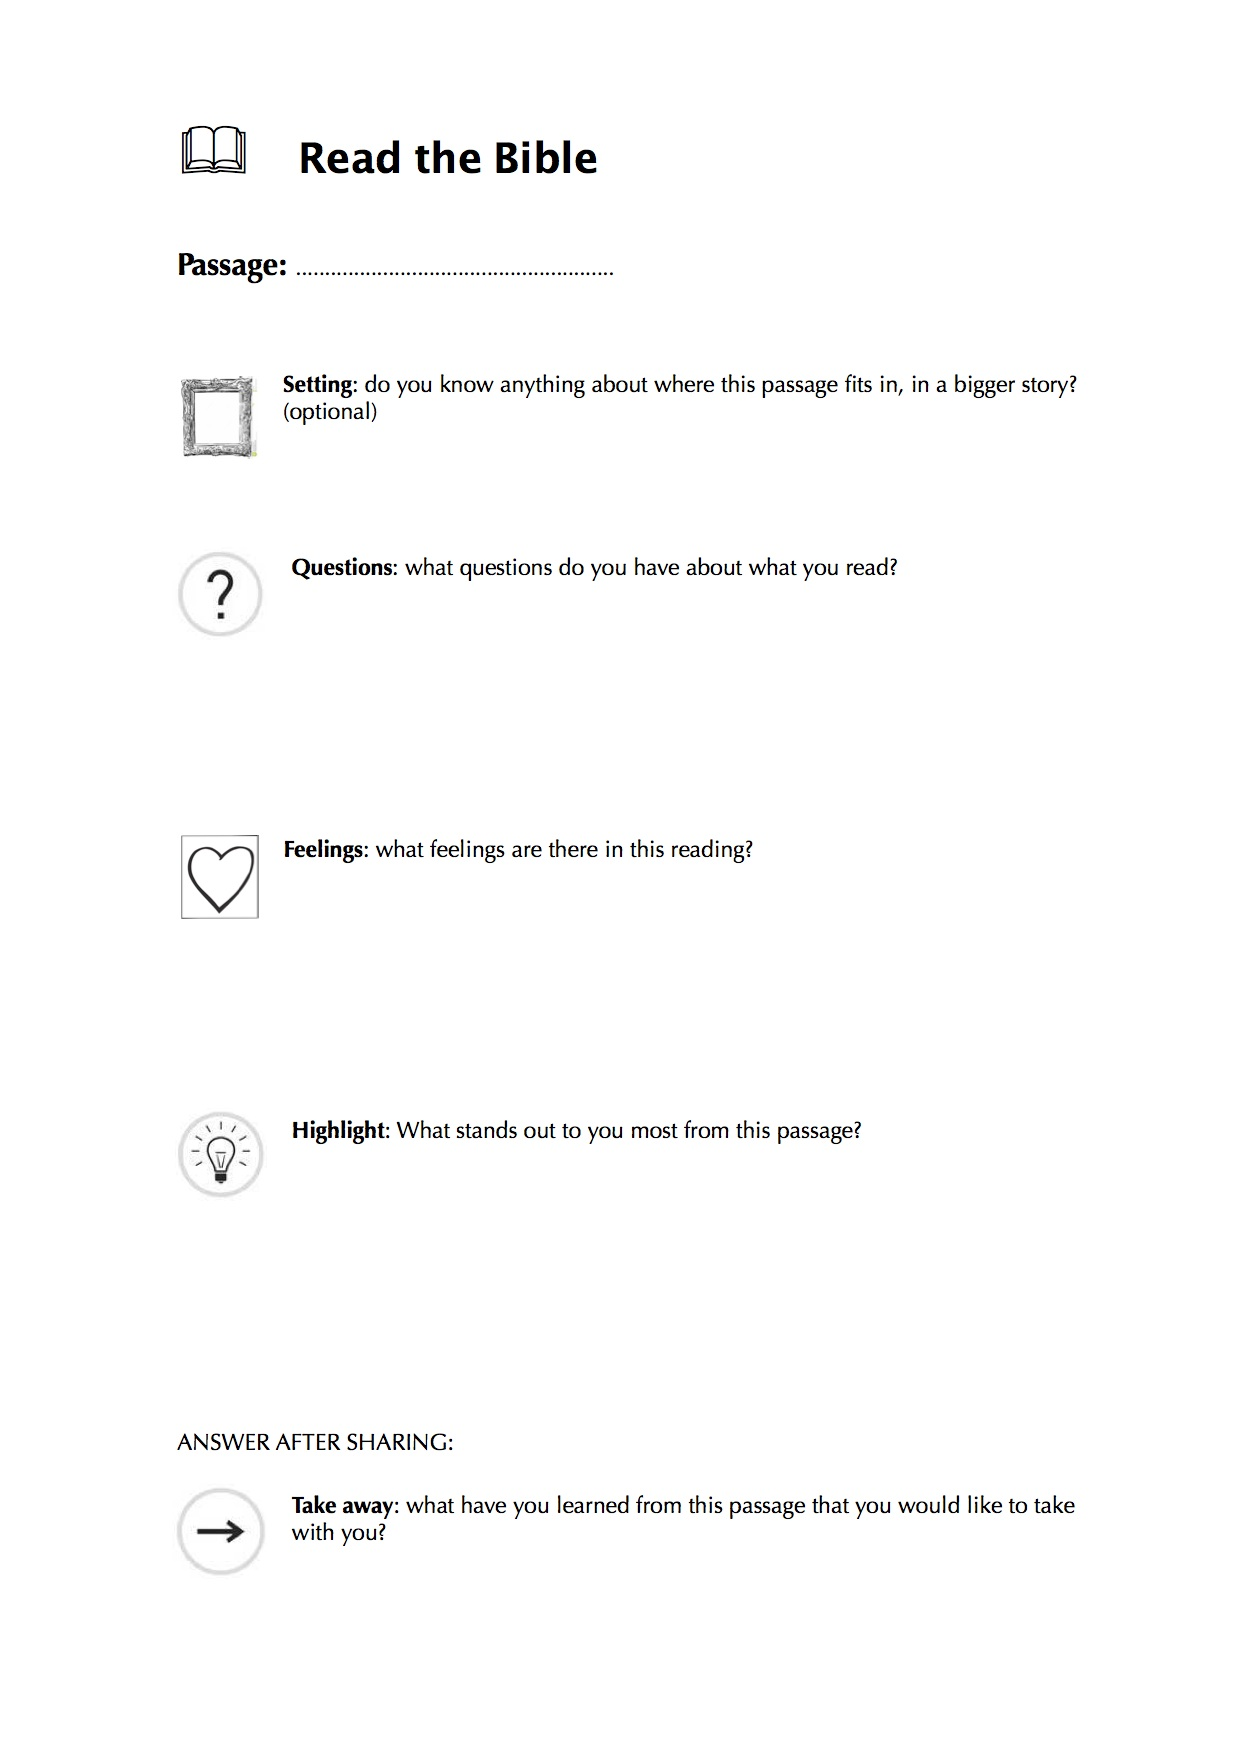 Read the Bible
Passage: .......................................................
Setting: do you know anything about where this passage fits in, in a bigger story?
(optional)
?
Questions: what questions do you have about what you read?
Feelings: what feelings are there in this reading?
Highlight: What stands out to you most from this passage?
ANSWER AFTER SHARING:
Take away: what have you learned from this passage that you would like to take
with you?